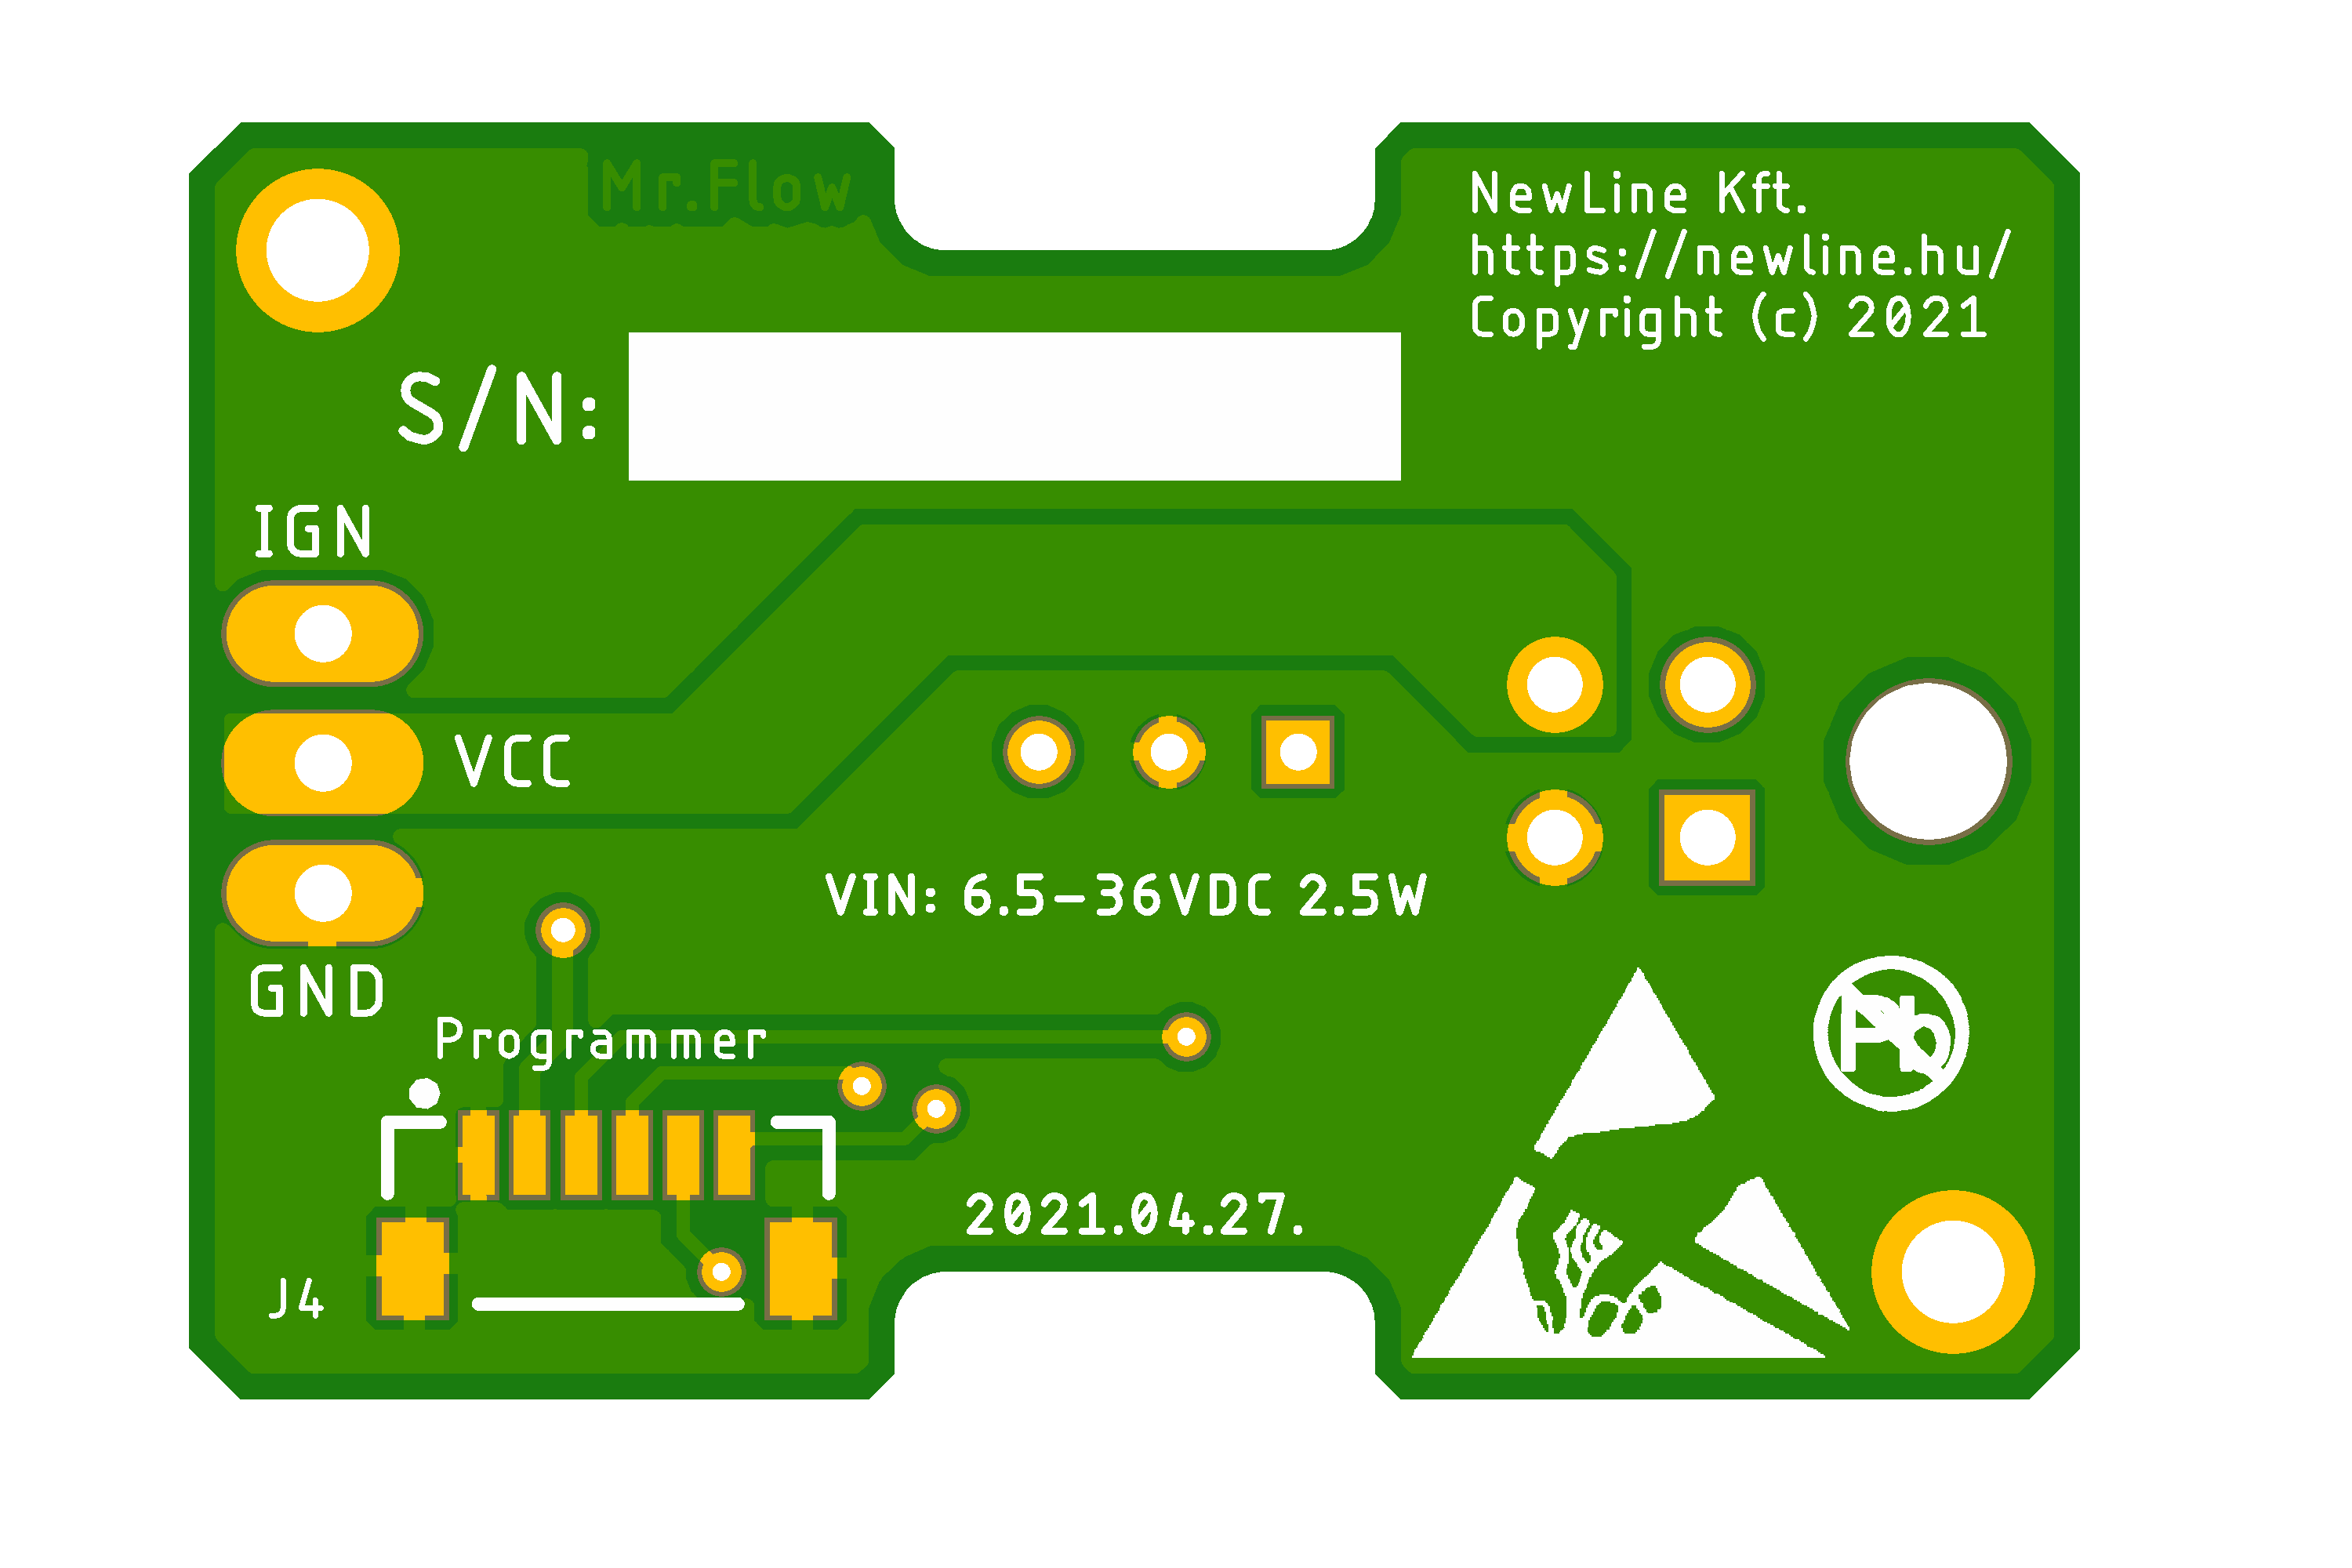 Mr.Flow
NewLine Kft.
https://newline.hu/
Copyright (c) 2021
S/N:
IGN
VCC
VIN: 6.5-36VDC 2.5W
GND
Programmer
Pb
2021.04.27.
J4